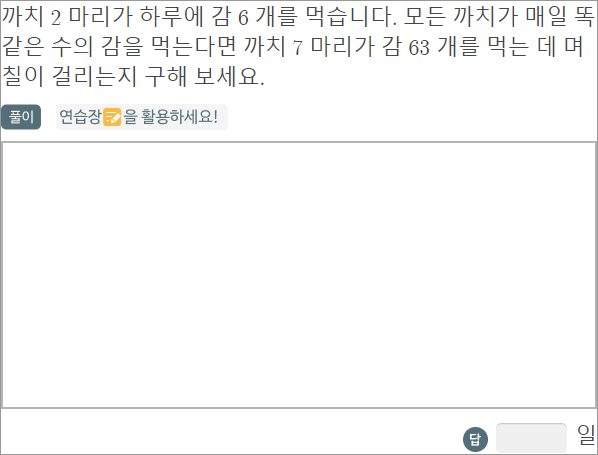 까치 2 마리가 하루에 감 6 개를 먹습니다. 모든 까치가 매일 똑
같은 수의 감을 먹는다면 까치 7 마리가 감 63 개를 먹는 데 며
칠이 걸리는지 구해 보세요.
풀이 연습장을 활용하세요!
답 일